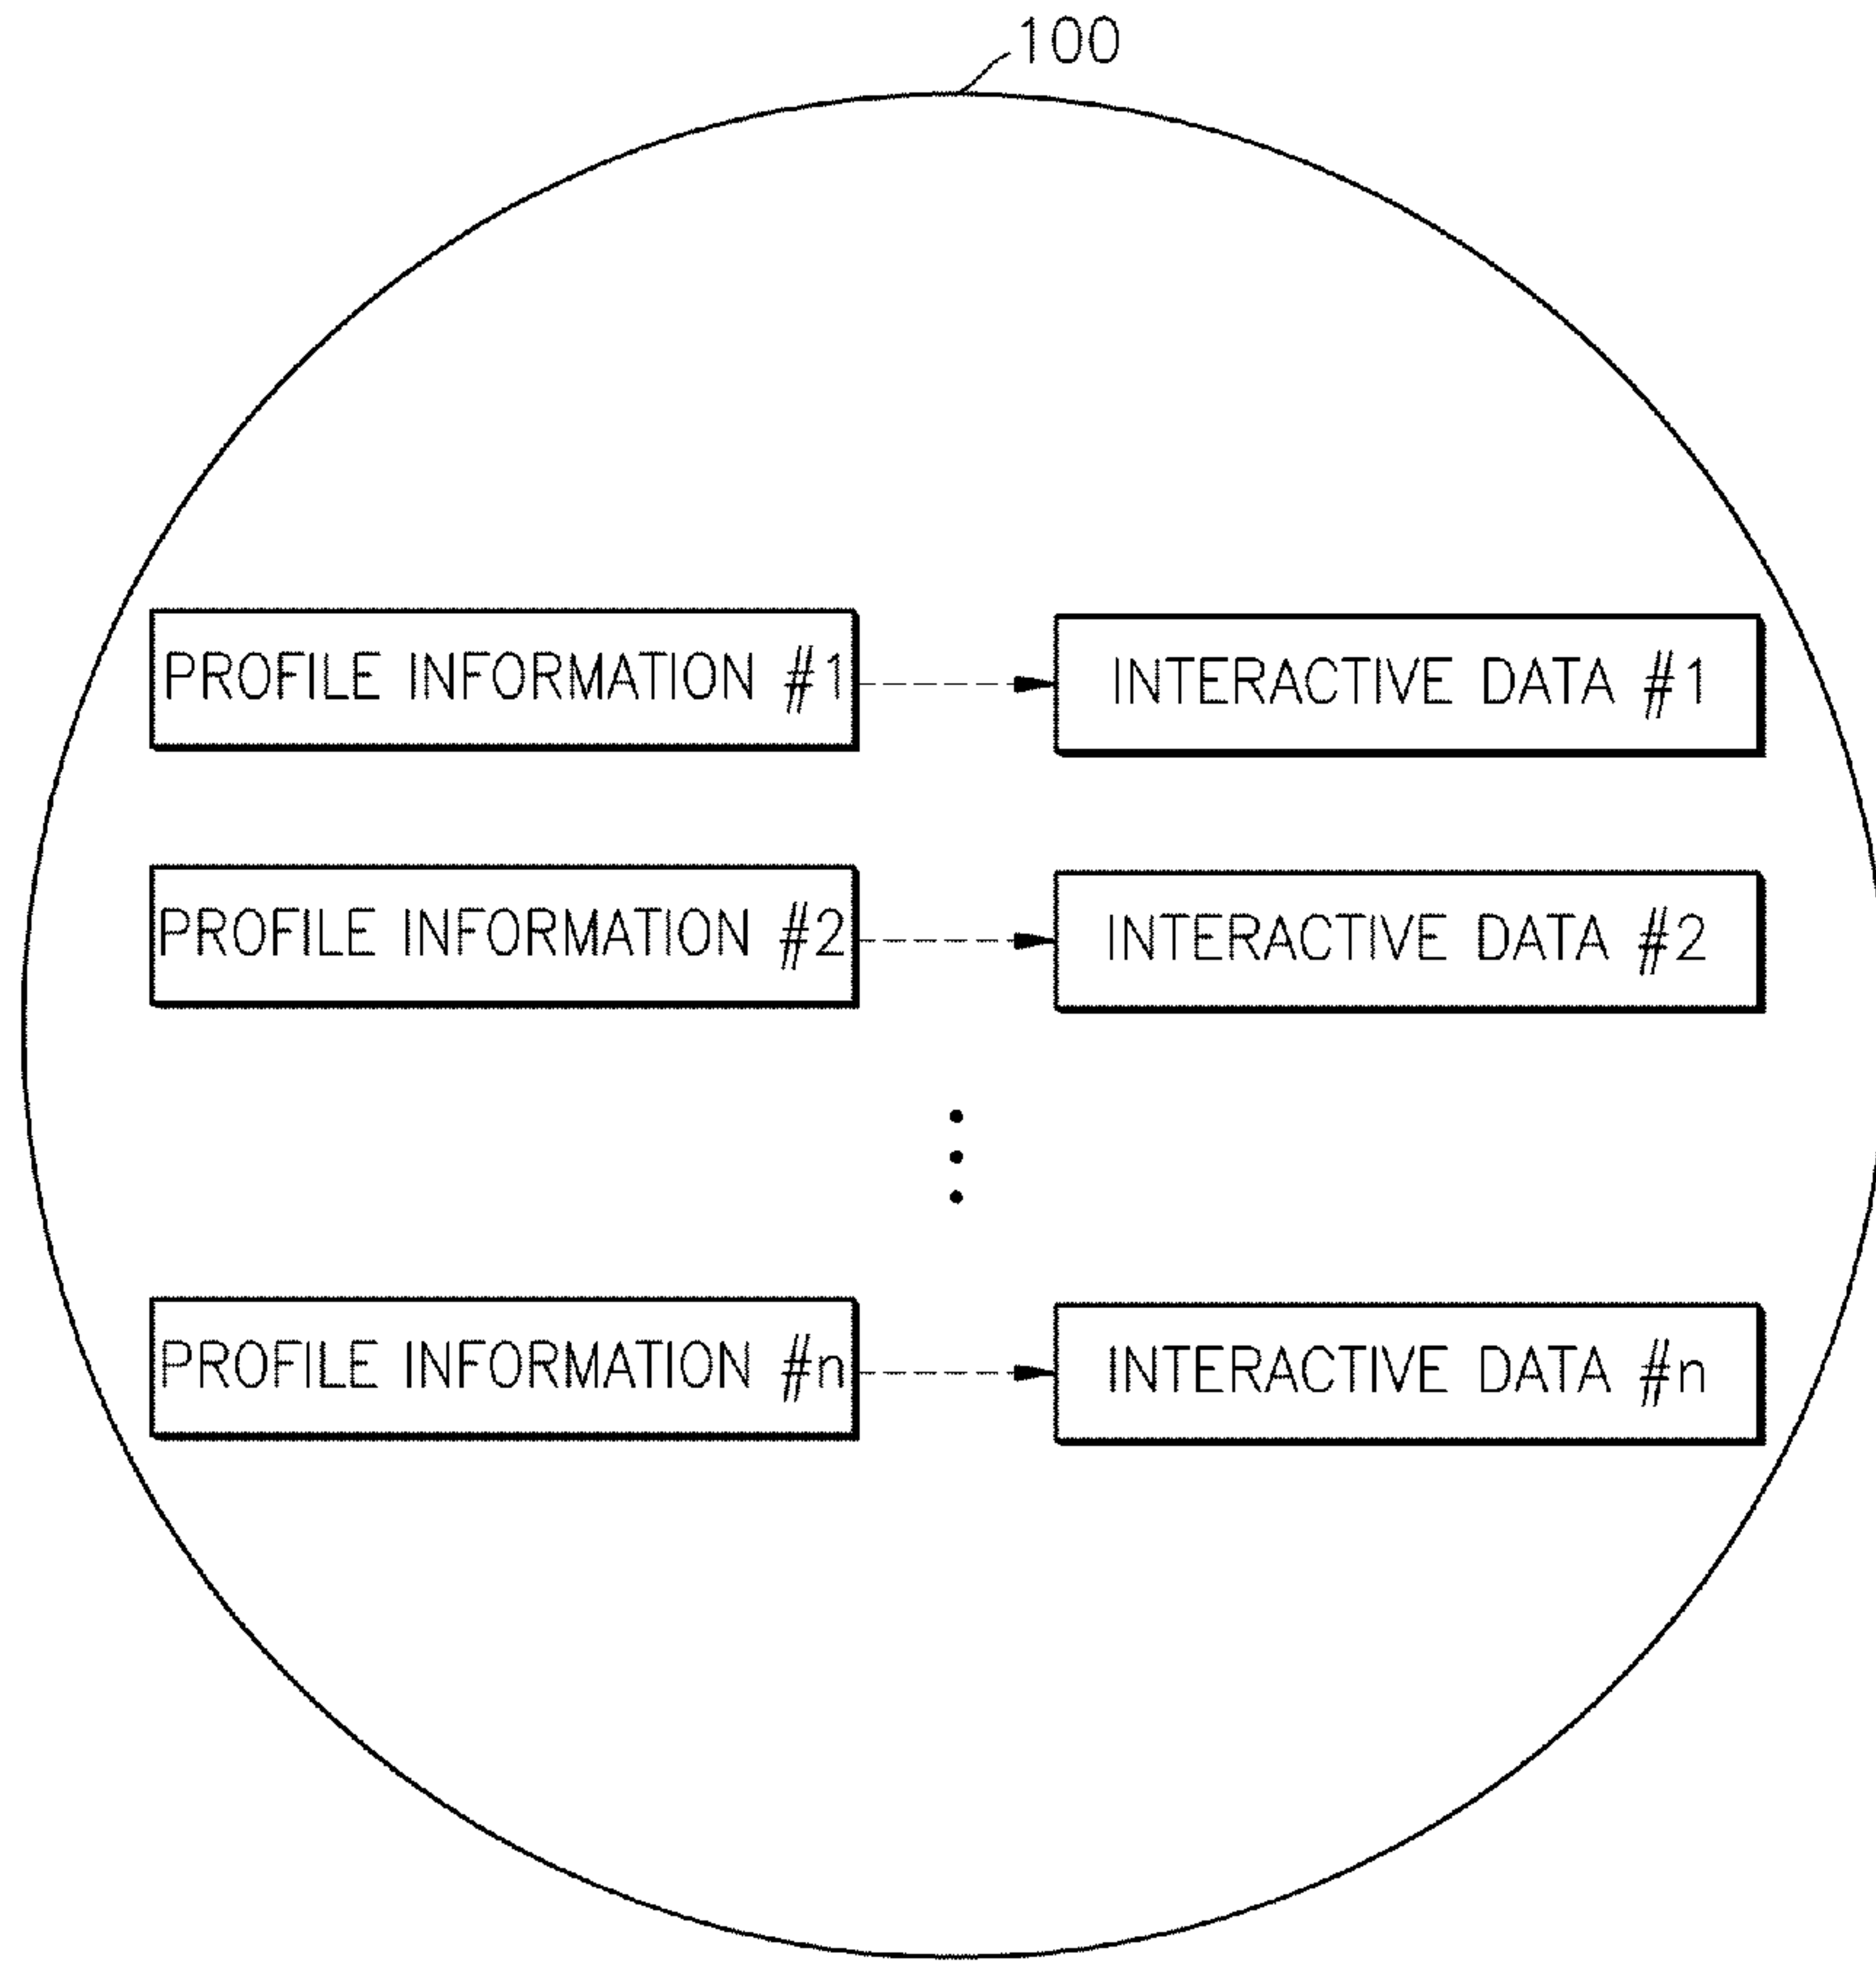 100
PROFILE INFORMATION #1
INTERACTIVE DATA #1
PROFILE INFORMATION #2
INTERACTIVE DATA #2
PROFILE INFORMATION #n
INTERACTIVE DATA #n